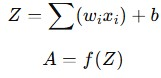 Z = ∑(wᵢxᵢ) + b
A = f(Z)